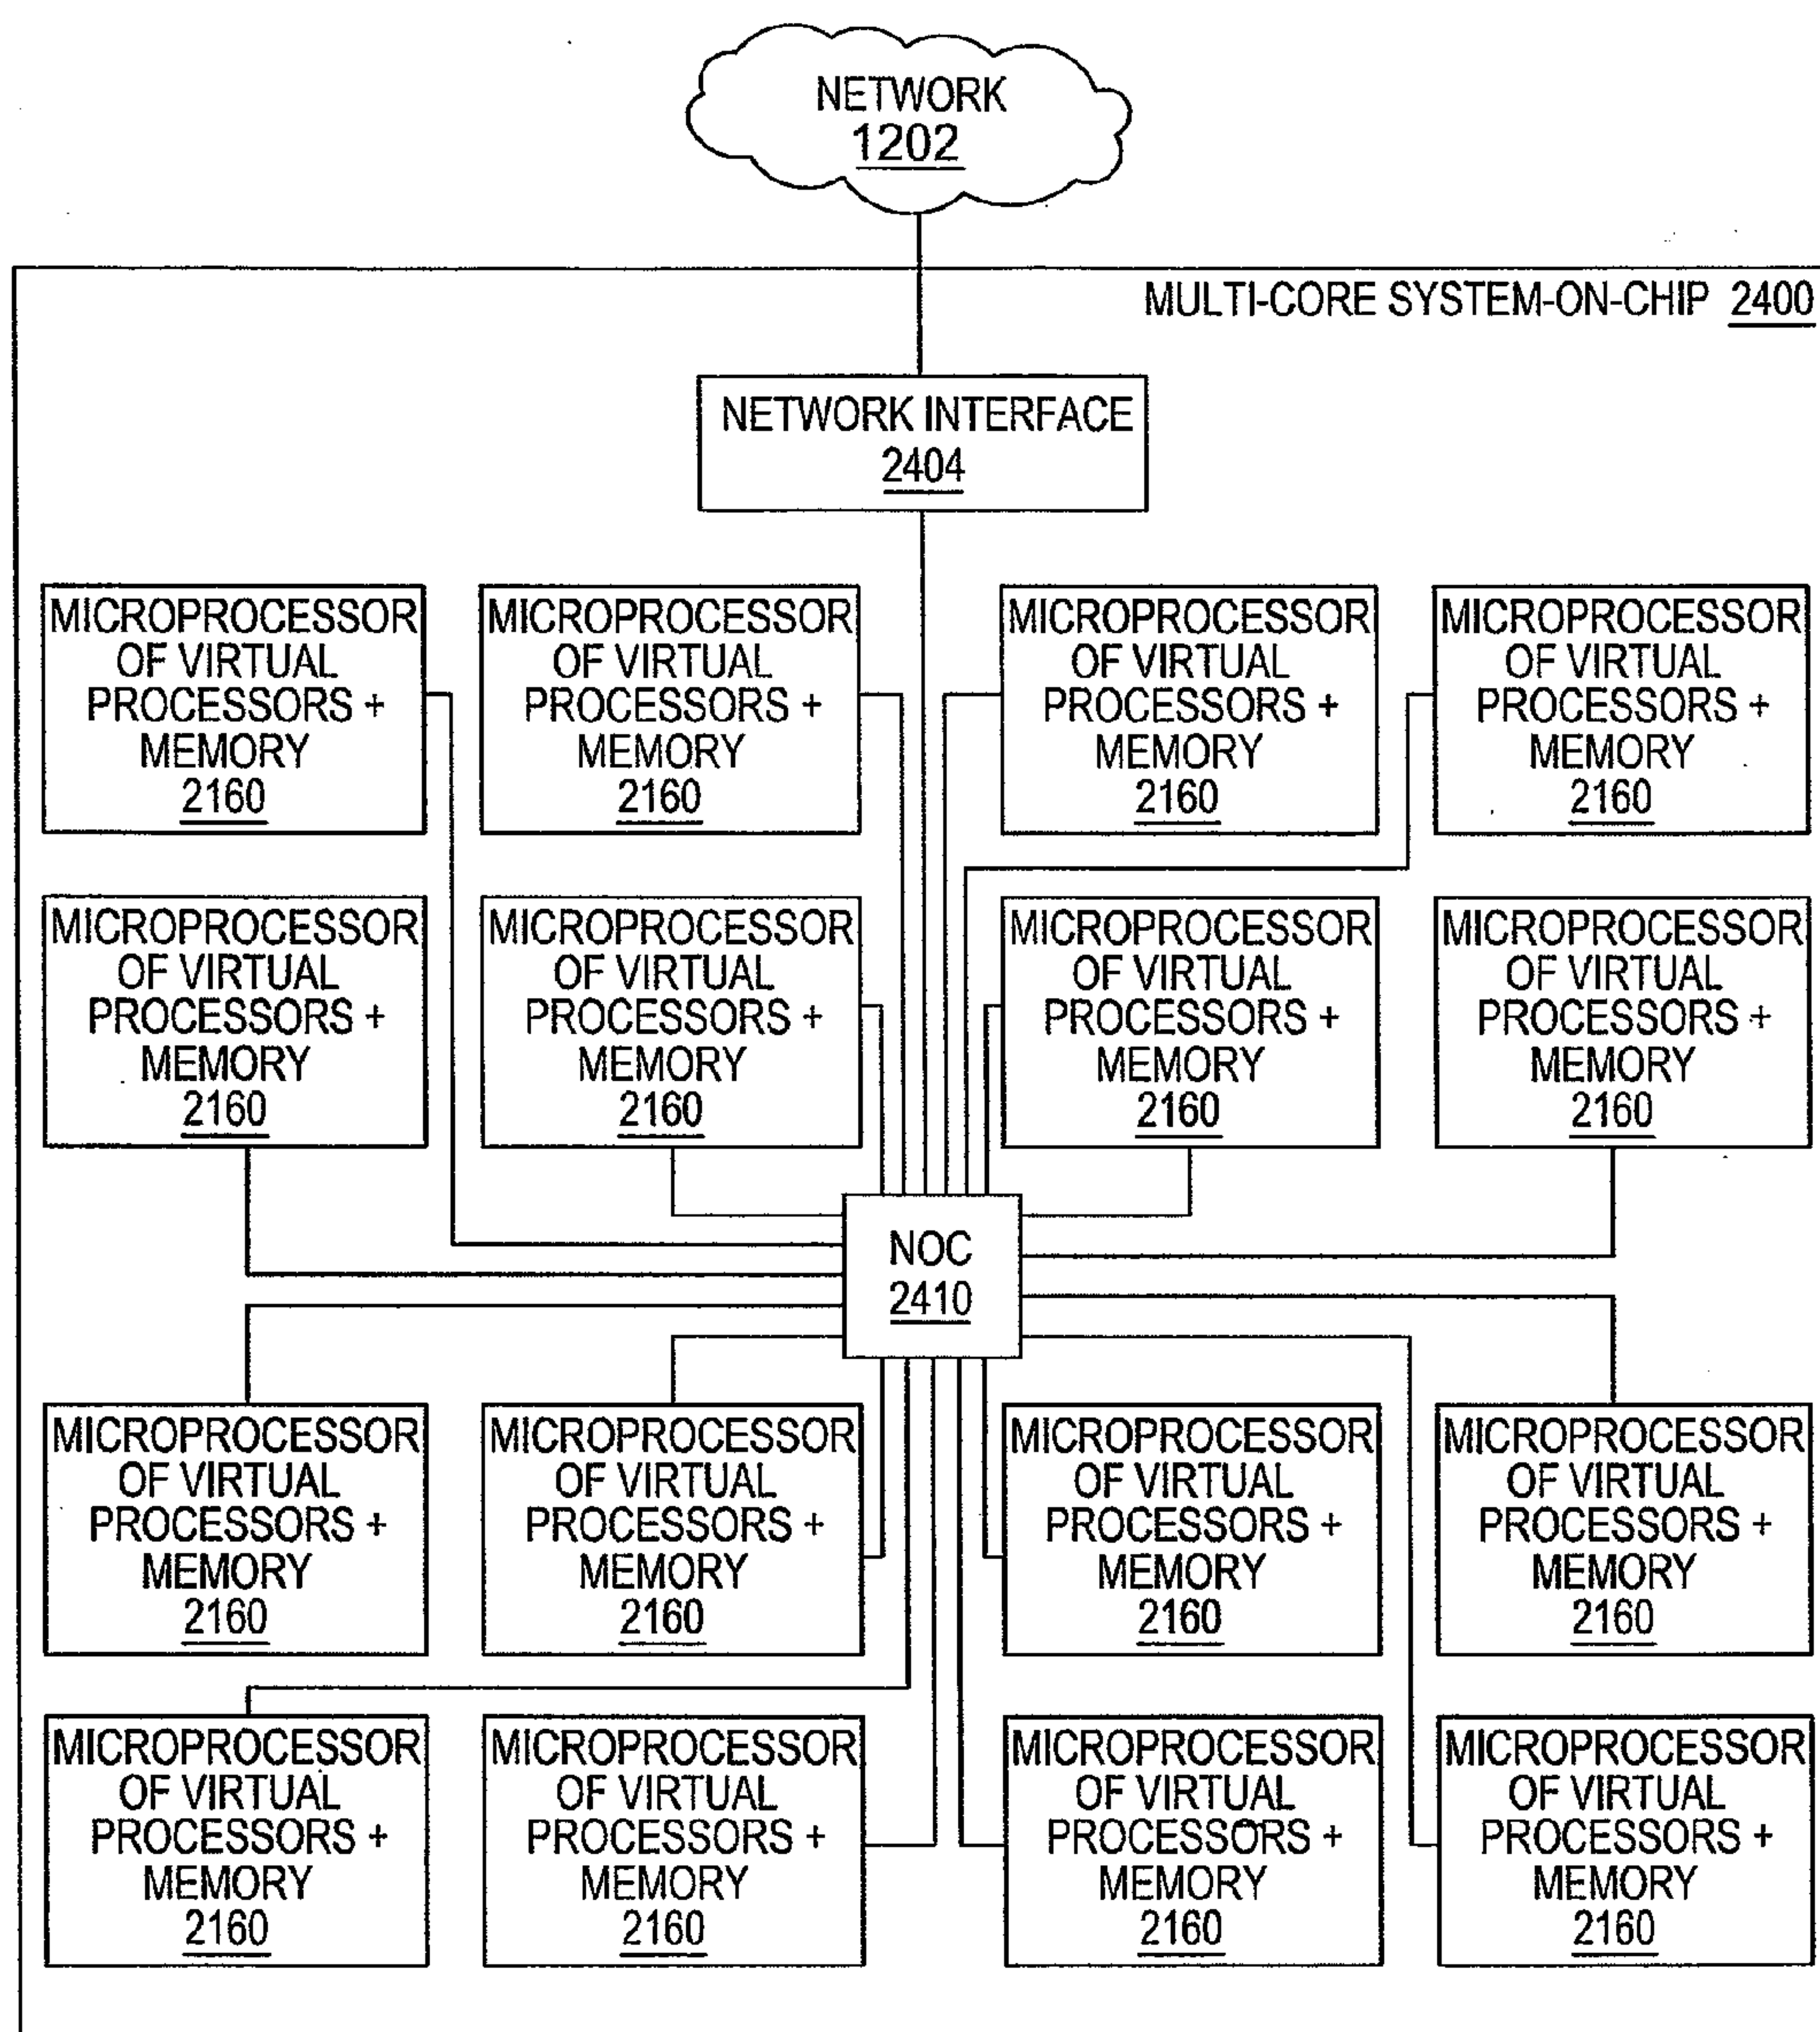 NETWORK
1202
MULTI-CORE SYSTEM-ON-CHIP 2400
NETWORK INTERFACE
2404
MICROPROCESSOR
OF VIRTUAL
PROCESSORS +
MEMORY
2160
MICROPROCESSOR
OF VIRTUAL
PROCESSORS +
MEMORY
2160
MICROPROCESSOR
OF VIRTUAL
PROCESSORS +
MEMORY
2160
MICROPROCESSOR
OF VIRTUAL
PROCESSORS +
MEMORY
2160
MICROPROCESSOR
OF VIRTUAL
PROCESSORS +
MEMORY
2160
MICROPROCESSOR
OF VIRTUAL
PROCESSORS +
MEMORY
2160
MICROPROCESSOR
OF VIRTUAL
PROCESSORS +
MEMORY
2160
MICROPROCESSOR
OF VIRTUAL
PROCESSORS +
MEMORY
2160
NOC
2410
MICROPROCESSOR
OF VIRTUAL
PROCESSORS +
MEMORY
2160
MICROPROCESSOR
OF VIRTUAL
PROCESSORS +
MEMORY
2160
MICROPROCESSOR
OF VIRTUAL
PROCESSORS +
MEMORY
2160
MICROPROCESSOR
OF VIRTUAL
PROCESSORS +
MEMORY
2160
MICROPROCESSOR
OF VIRTUAL
PROCESSORS +
MEMORY
2160
MICROPROCESSOR
OF VIRTUAL
PROCESSORS +
MEMORY
2160
MICROPROCESSOR
OF VIRTUAL
PROCESSORS +
MEMORY
2160
MICROPROCESSOR
OF VIRTUAL
PROCESSORS +
MEMORY
2160